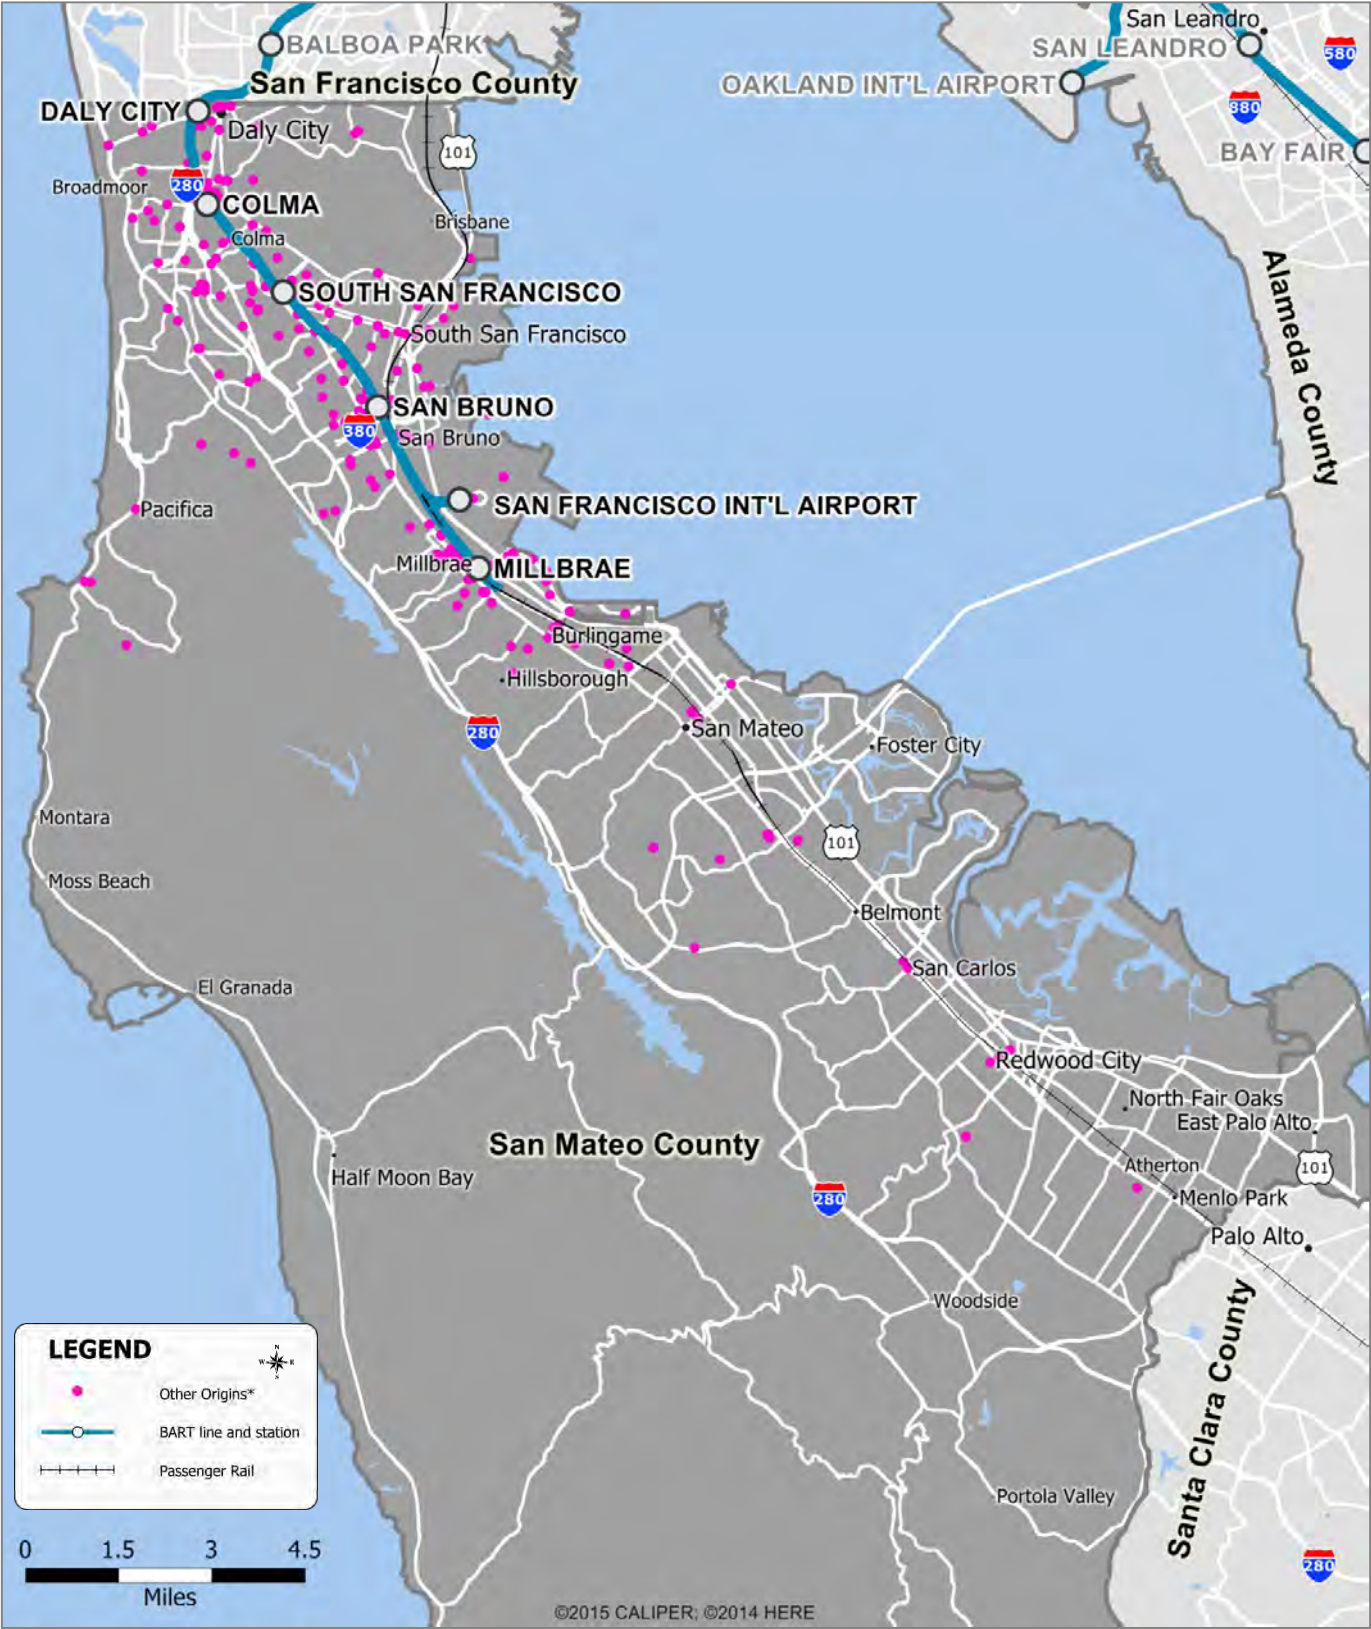 San Leandro
BALBOA PARK
SAN LEANDRO
580
San Francisco County
OAKLAND INT'L AIRPORT
880
DALY CITY
Daly City
101
BAY FAIR
Broadmoor
280
COLMA
Brisbane
Colma
Alameda County
SOUTH SAN FRANCISCO
South San Francisco
SAN BRUNO
380
San Bruno
SAN FRANCISCO INT'L AIRPORT
Pacifica
Millbrae
MILLBRAE
Burlingame
Hillsborough
280
San Mateo
Foster City
Montara
101
Moss Beach
Belmont
San Carlos
El Granada
Redwood City
North Fair Oaks
East Palo Alto
San Mateo County
Atherton
101
Half Moon Bay
280
Menlo Park
Palo Alto
Woodside
Santa Clara County
LEGEND
N
W E
S
Other Origins*
BART line and station
Passenger Rail
Portola Valley
280
0 1.5 3 4.5
Miles
©2015 CALIPER; ©2014 HERE